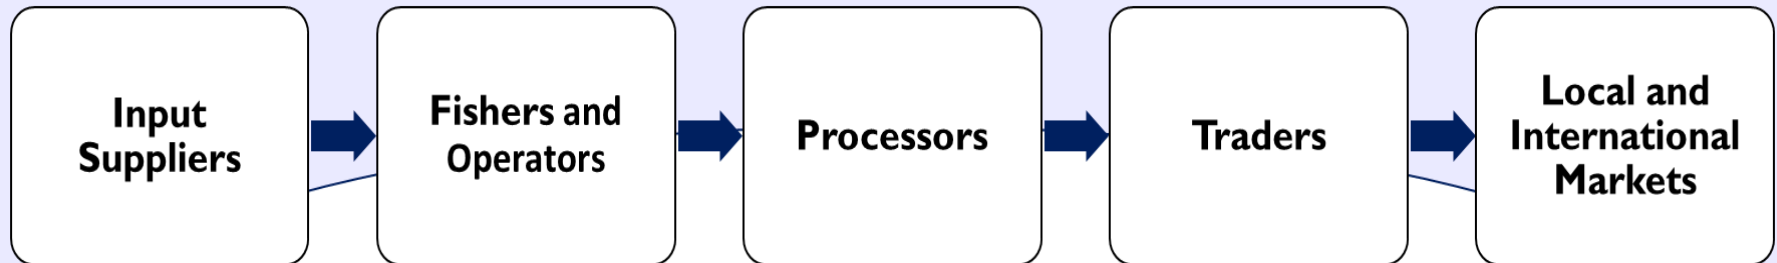 Input
Suppliers
Fishers and
Operators
Processors
Traders
Local and
International
Markets